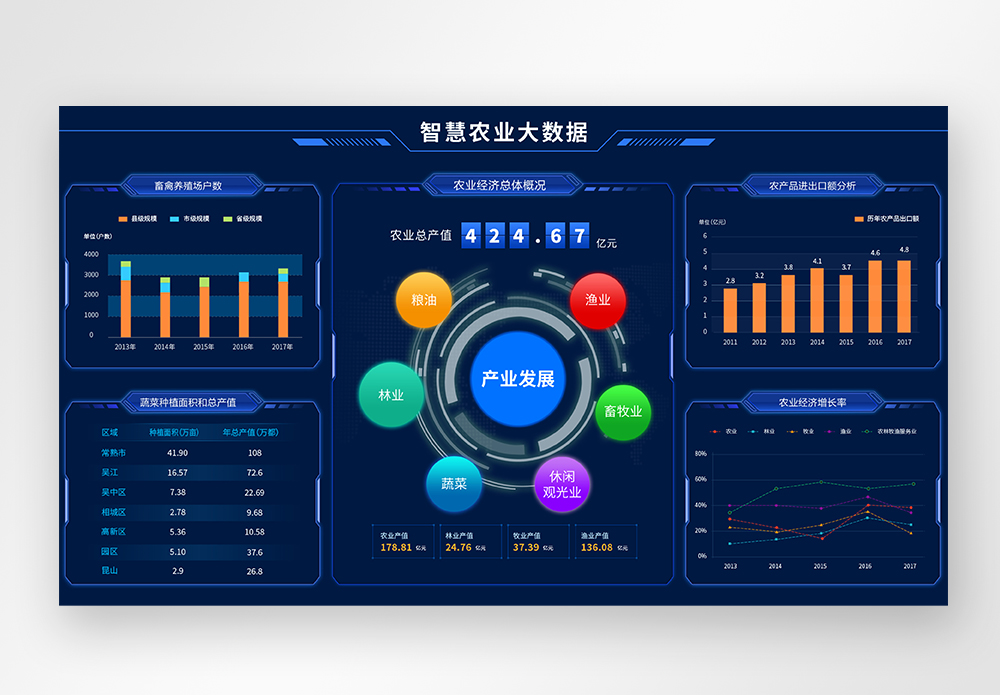 智慧农业大数据
畜禽养殖场户数
县级规模 市级规模 省级规模
单位(户数)
4000
3000
2000
1000
0
2013年 2014年 2015年 2016年 2017年
蔬菜种植面积和总产值
区域 种植面积(万亩) 年总产值(万都)
常熟市 41.90 108
吴江 16.57 72.6
吴中区 7.38 22.69
相城区 2.78 9.68
高新区 5.36 10.58
园区 5.10 37.6
昆山 2.9 26.8
农业经济总体概况
农业总产值 424.67 亿元
粮油
渔业
林业
产业发展
畜牧业
蔬菜
休闲
观光业
农业产值 林业产值 牧业产值 渔业产值
178.81 亿元 24.76 亿元 37.39 亿元 136.08 亿元
农产品进出口额分析
单位(亿元) 历年农产品出口额
6
5
4
3
2
1
0
2.8 3.2 3.8 4.1 3.7 4.6 4.8
2011 2012 2013 2014 2015 2016 2017
农业经济增长率
农业 林业 牧业 渔业 农林牧渔服务业
80%
60%
40%
20%
0%
2013 2014 2015 2016 2017